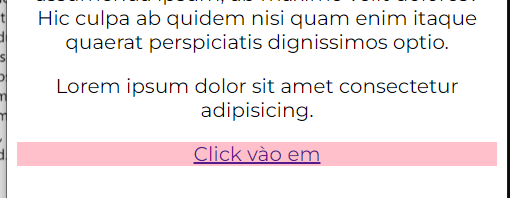 Hic culpa ab quidem nisi quam enim itaque
quaerat perspiciatis dignissimos optio.
Lorem ipsum dolor sit amet consectetur
adipisicing.
Click vào em